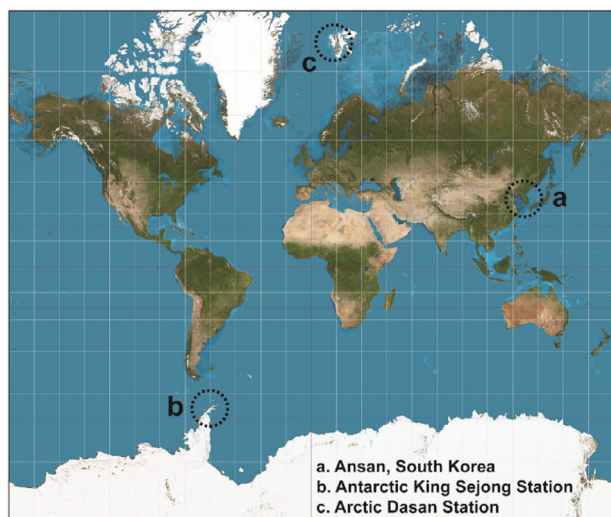 c
a
b
a. Ansan, South Korea
b. Antarctic King Sejong Station
c. Arctic Dasan Station